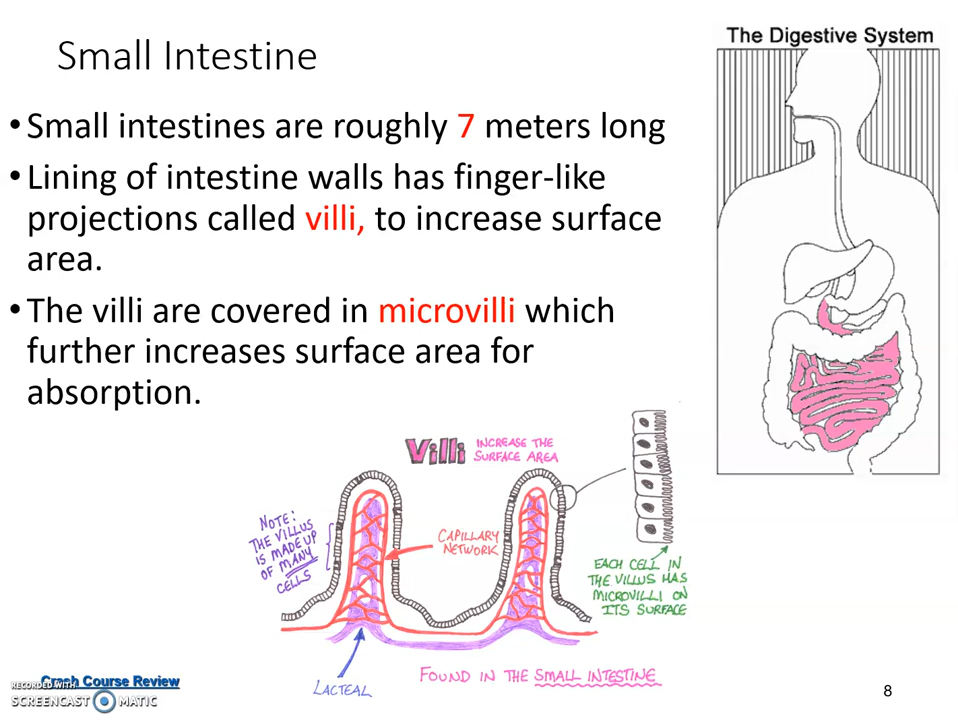 The Digestive System
Small Intestine
• Small intestines are roughly 7 meters long
• Lining of intestine walls has finger-like
projections called villi, to increase surface
area.
• The villi are covered in microvilli which
further increases surface area for
absorption.
Villi
INCREASE THE
SURFACE AREA
NOTE:
THE VILLUS
IS MADE UP
OF MANY
CELLS
CAPILLARY
NETWORK
EACH CELL IN
THE VILLUS HAS
MICROVILLI ON
ITS SURFACE
LACTEAL
FOUND IN THE SMALL INTESTINE
Crash Course Review
RECORDED WITH
SCREENCAST MATIC
8